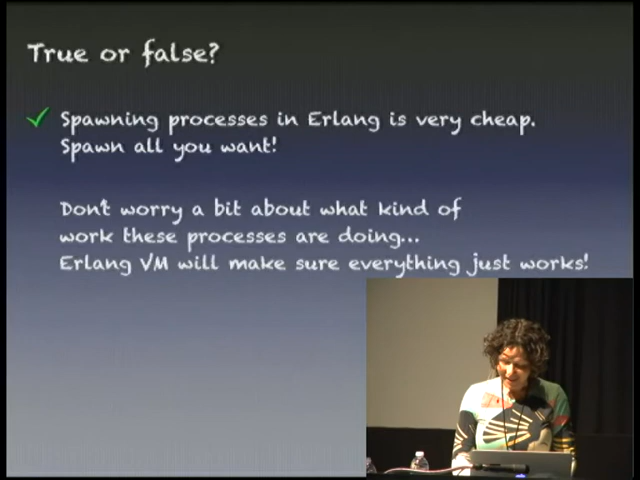 True or false?
Spawning processes in Erlang is very cheap.
Spawn all you want!
Don't worry a bit about what kind of
work these processes are doing...
Erlang VM will make sure everything just works!